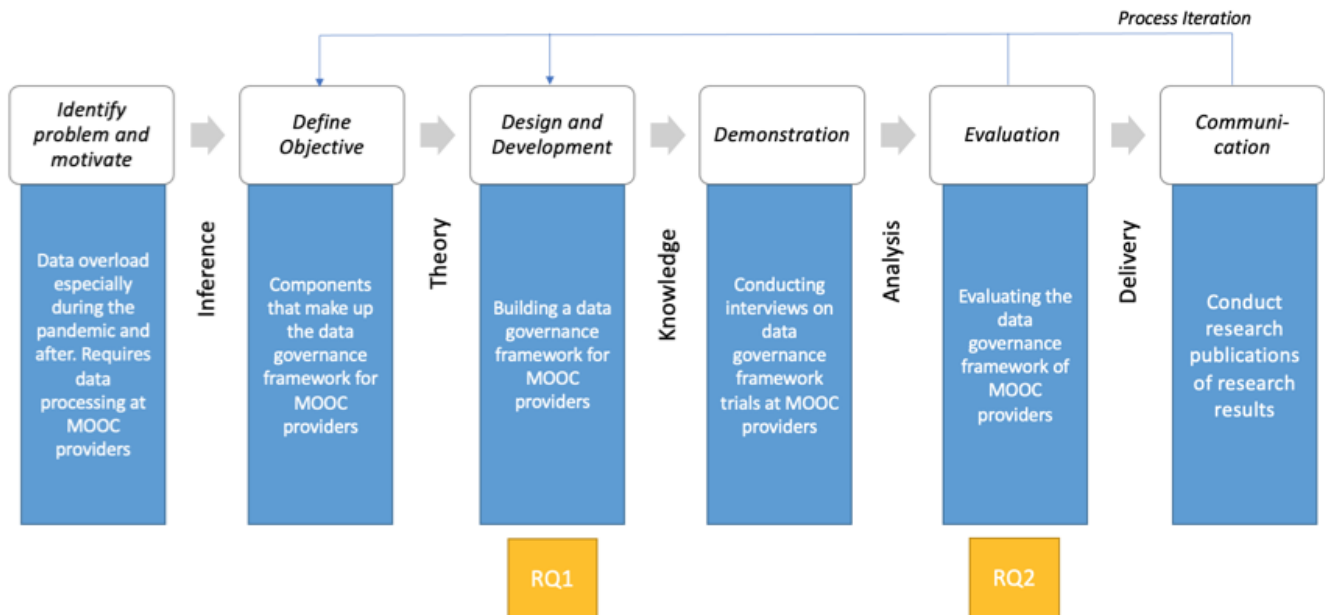 Process Iteration
Identify
problem and
motivate
Define
Objective
Design and
Development
Demonstration
Evaluation
Communi-
cation
Data overload
especially
during the
pandemic and
after. Requires
data
processing at
MOOC
providers
Inference
Components
that make up
the data
governance
framework for
MOOC
providers
Theory
Building a data
governance
framework for
MOOC
providers
Knowledge
Conducting
interviews on
data
governance
framework
trials at MOOC
providers
Analysis
Evaluating the
data
governance
framework of
MOOC
providers
Delivery
Conduct
research
publications
of research
results
RQ1
RQ2